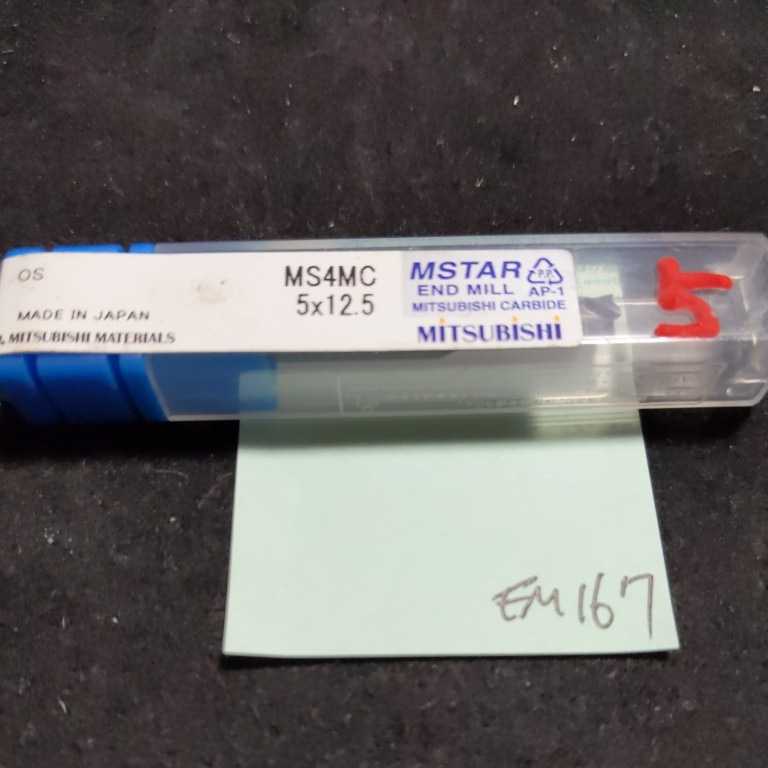 OS
MADE IN JAPAN
MITSUBISHI MATERIALS
MS4MC
5x12.5
MSTAR
END MILL
MITSUBISHI CARBIDE
MITSUBISHI
P.P.
AP-1
5
EM167